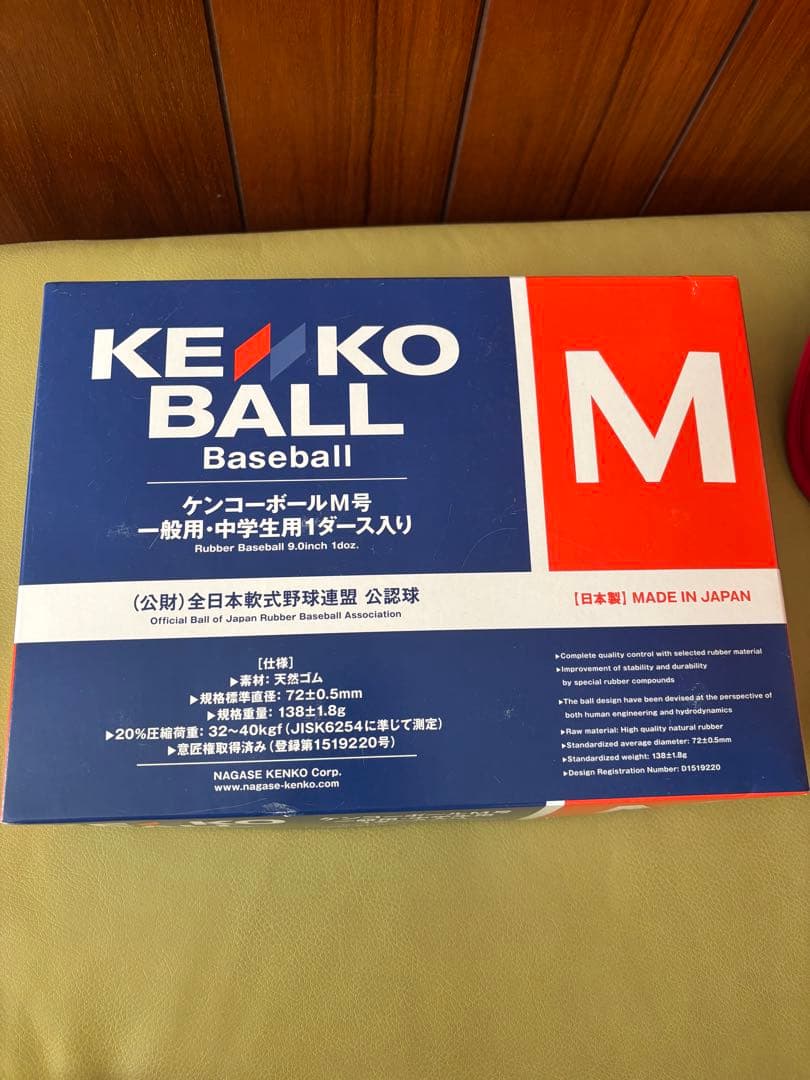 KENKO
BALL
Baseball
ケンコーボールM号
一般用・中学生用1ダース入り
Rubber Baseball 9.0inch 1doz.
M
(公財)全日本軟式野球連盟 公認球
Official Ball of Japan Rubber Baseball Association
【日本製】MADE IN JAPAN
[仕様]
▶素材: 天然ゴム
▶規格標準直径: 72±0.5mm
▶規格重量: 138±1.8g
▶20%圧縮荷重: 32〜40kgf(JISK6254に準じて測定)
▶意匠権取得済み(登録第1519220号)
NAGASE KENKO Corp.
www.nagase-kenko.com
▶Complete quality control with selected rubber material
▶Improvement of stability and durability
by special rubber compounds
▶The ball design have been devised at the perspective of
both human engineering and hydrodynamics
▶Raw material: High quality natural rubber
▶Standardized average diameter: 72±0.5mm
▶Standardized weight: 138±1.8g
▶Design Registration Number: D1519220
ケンコーボールM号